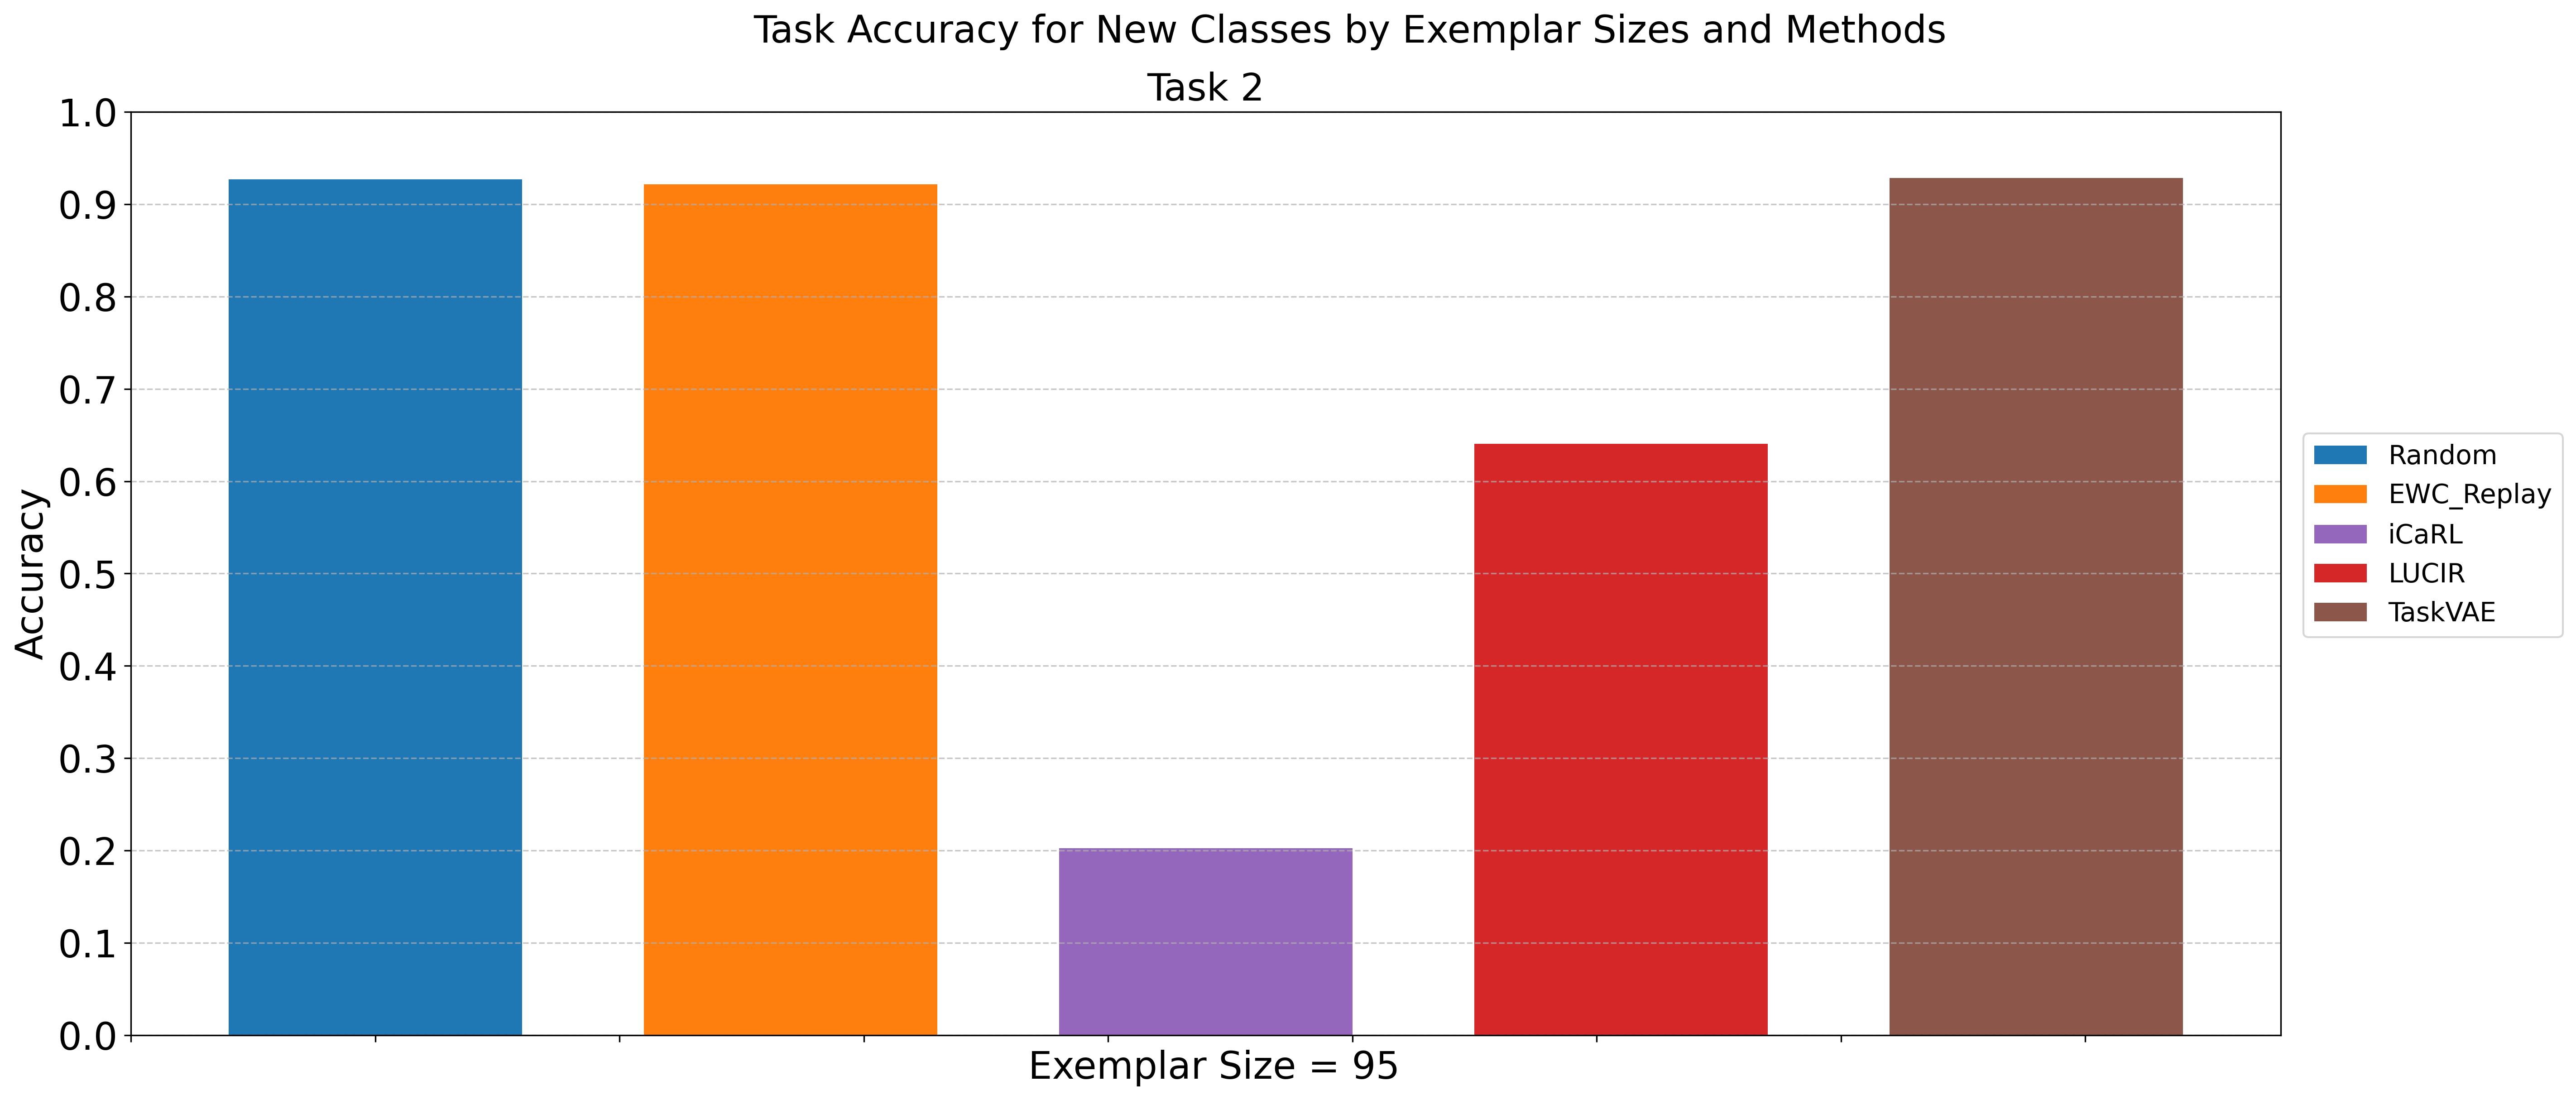 Task Accuracy for New Classes by Exemplar Sizes and Methods
Task 2
1.0
0.9
0.8
0.7
0.6
0.5
0.4
0.3
0.2
0.1
0.0
Accuracy
Exemplar Size = 95
Random
EWC_Replay
iCaRL
LUCIR
TaskVAE